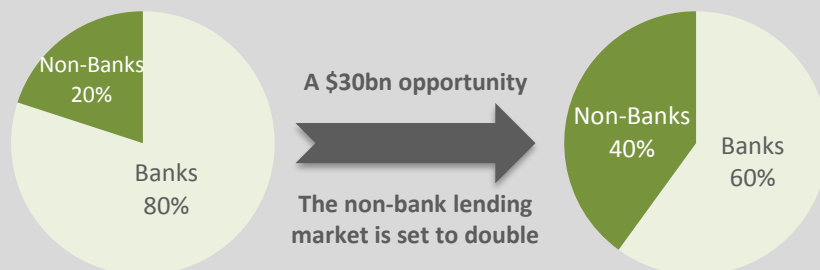 Non-Banks
20%
Banks
80%
A $30bn opportunity
The non-bank lending
market is set to double
Non-Banks
40%
Banks
60%